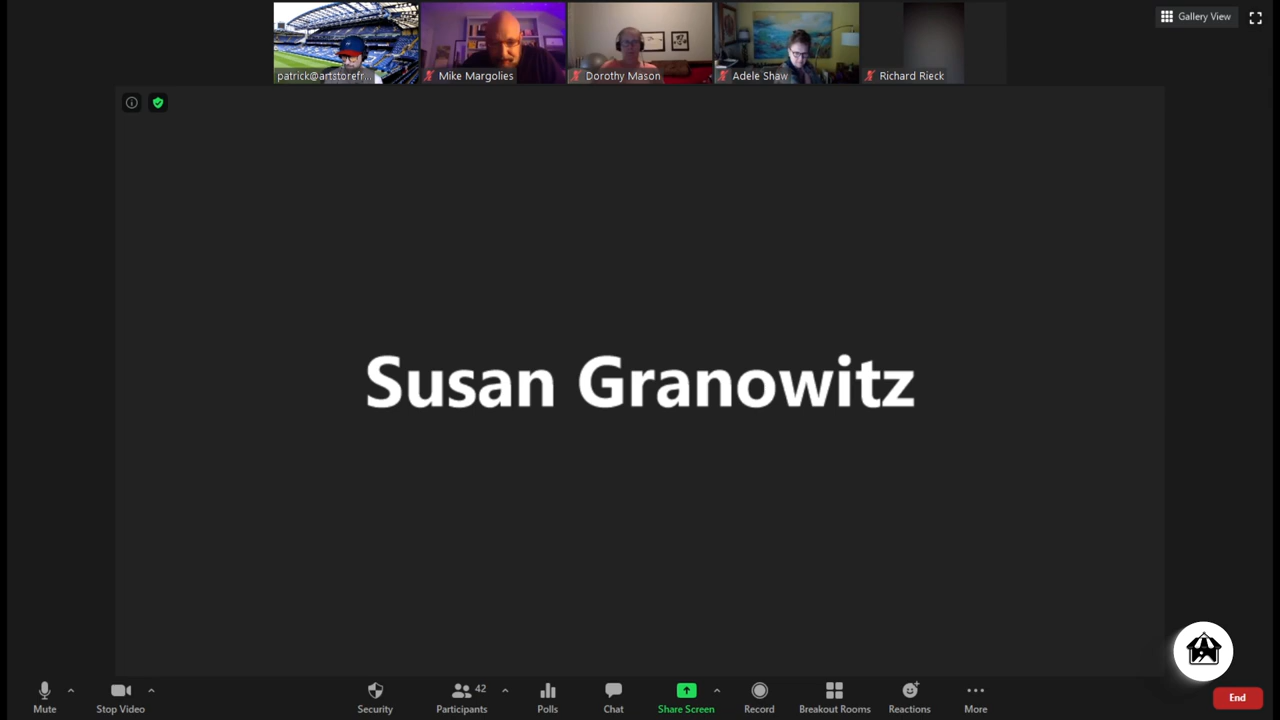 Gallery View
patrick@artstorefr...
Mike Margolies
Dorothy Mason
Adele Shaw
Richard Rieck
Susan Granowitz
42
Mute
Stop Video
Security
Participants
Polls
Chat
Share Screen
Record
Breakout Rooms
Reactions
More
End